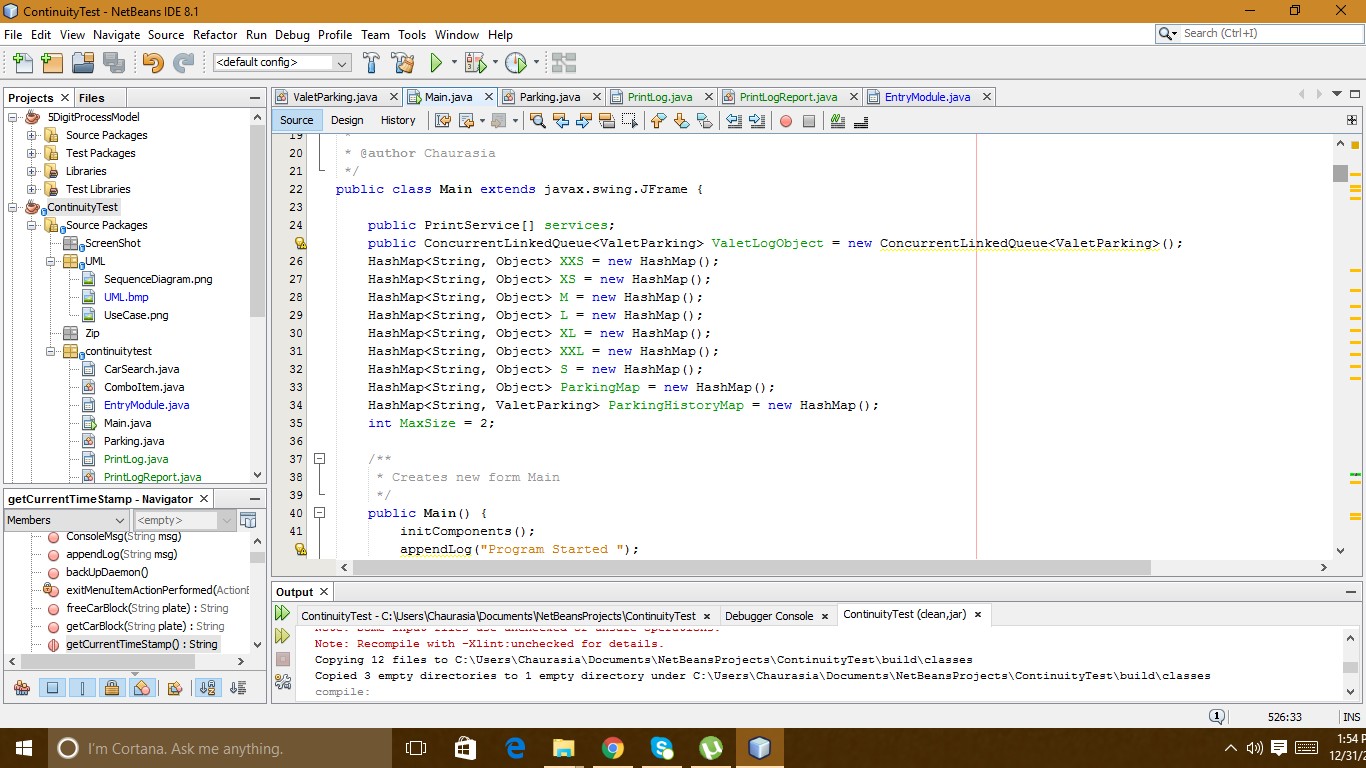 ContinuityTest - NetBeans IDE 8.1
File Edit View Navigate Source Refactor Run Debug Profile Team Tools Window Help
Search (Ctrl+I)
<default config>
Projects Files
5DigitProcessModel
Source Packages
Test Packages
Libraries
Test Libraries
ContinuityTest
Source Packages
ScreenShot
UML
SequenceDiagram.png
UML.bmp
UseCase.png
Zip
continuitytest
CarSearch.java
ComboItem.java
EntryModule.java
Main.java
Parking.java
PrintLog.java
PrintLogReport.java
getCurrentTimeStamp - Navigator
Members <empty>
ConsoleMsg(String msg)
appendLog(String msg)
backUpDaemon()
exitMenuItemActionPerformed(ActionE
freeCarBlock(String plate) : String
getCarBlock(String plate) : String
getCurrentTimeStamp() : String
ValetParking.java Main.java Parking.java PrintLog.java PrintLogReport.java EntryModule.java
Source Design History
19 *
20 * @author Chaurasia
21 */
22 public class Main extends javax.swing.JFrame {
23
24 public PrintService[] services;
public ConcurrentLinkedQueue<ValetParking> ValetLogObject = new ConcurrentLinkedQueue<ValetParking>();
26 HashMap<String, Object> XXS = new HashMap();
27 HashMap<String, Object> XS = new HashMap();
28 HashMap<String, Object> M = new HashMap();
29 HashMap<String, Object> L = new HashMap();
30 HashMap<String, Object> XL = new HashMap();
31 HashMap<String, Object> XXL = new HashMap();
32 HashMap<String, Object> S = new HashMap();
33 HashMap<String, Object> ParkingMap = new HashMap();
34 HashMap<String, ValetParking> ParkingHistoryMap = new HashMap();
35 int MaxSize = 2;
36
37 /**
38 * Creates new form Main
39 */
40 public Main() {
41 initComponents();
appendLog("Program Started ");
Output
ContinuityTest - C:\Users\Chaurasia\Documents\NetBeansProjects\ContinuityTest Debugger Console ContinuityTest (clean,jar)
Note: Some input files use unchecked or unsafe operations.
Note: Recompile with -Xlint:unchecked for details.
Copying 12 files to C:\Users\Chaurasia\Documents\NetBeansProjects\ContinuityTest\build\classes
Copied 3 empty directories to 1 empty directory under C:\Users\Chaurasia\Documents\NetBeansProjects\ContinuityTest\build\classes
compile:
1 526:33 INS
I'm Cortana. Ask me anything.
1:54 P
12/31/2